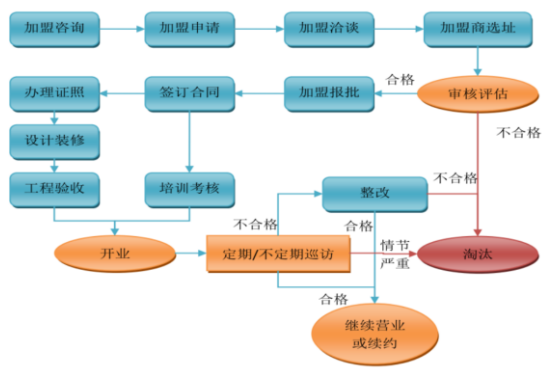 加盟咨询
加盟申请
加盟洽谈
加盟商选址
办理证照
签订合同
加盟报批
合格
审核评估
设计装修
不合格
工程验收
培训考核
整改
不合格
不合格
合格
开业
定期/不定期巡访
情节
严重
淘汰
合格
继续营业
或续约